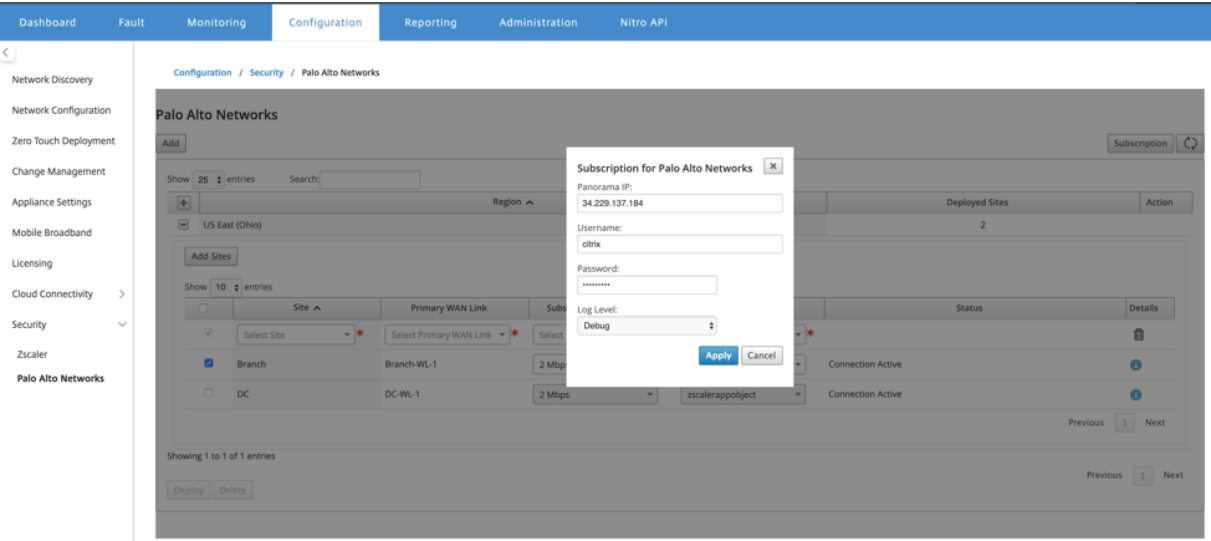 Dashboard Fault Monitoring Configuration Reporting Administration Nitro API
Network Discovery
Network Configuration
Zero Touch Deployment
Change Management
Appliance Settings
Mobile Broadband
Licensing
Cloud Connectivity
Security
Zscaler
Palo Alto Networks
Configuration / Security / Palo Alto Networks
Palo Alto Networks
Add
Subscription
Show 25 entries Search:
Region Deployed Sites Action
US East (Ohio) 2
Add Sites
Show 10 entries
Site Primary WAN Link Subs Status Details
Select Site * Select Primary WAN Link * Select *
Branch Branch-WL-1 2 Mbp Connection Active
DC DC-WL-1 2 Mbps zscalerappobject Connection Active
Previous 1 Next
Showing 1 to 1 of 1 entries
Previous 1 Next
Deploy Delete
Subscription for Palo Alto Networks
Panorama IP:
34.229.137.184
Username:
citrix
Password:
•••••••••
Log Level:
Debug
Apply Cancel